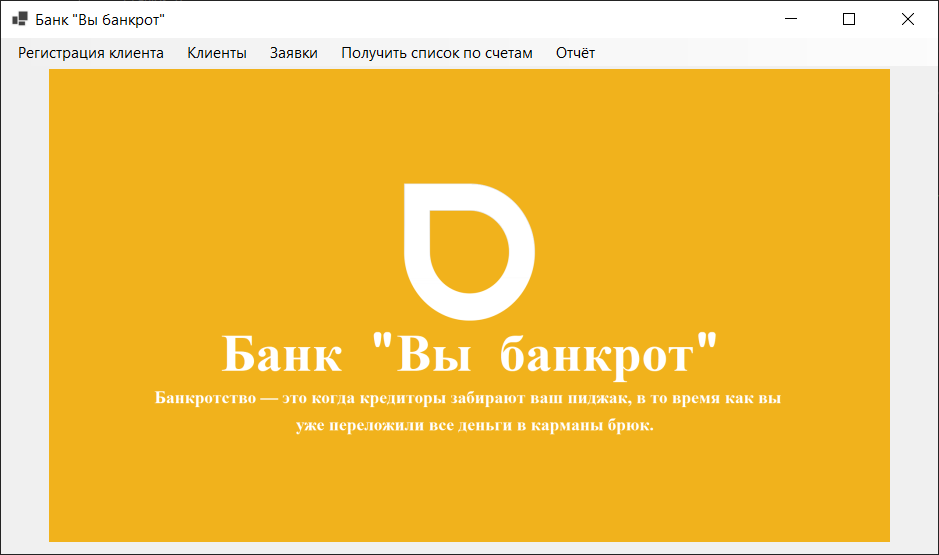 Банк "Вы банкрот"
Регистрация клиента Клиенты Заявки Получить список по счетам Отчёт
Банк "Вы банкрот"
Банкротство — это когда кредиторы забирают ваш пиджак, в то время как вы
уже переложили все деньги в карманы брюк.